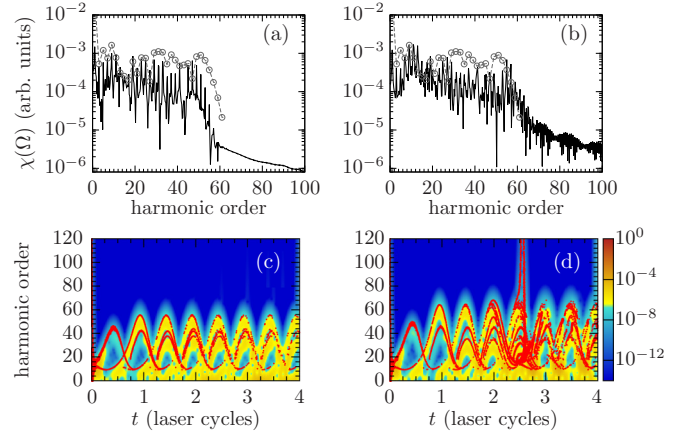 10⁻² 10⁻²
10⁻³ (a) 10⁻³ (b)
10⁻⁴ 10⁻⁴
10⁻⁵ 10⁻⁵
10⁻⁶ 10⁻⁶
χ(Ω) (arb. units)
0 20 40 60 80 100 0 20 40 60 80 100
harmonic order harmonic order
120 (c) 120 (d) 10⁰
100 100
80 80 10⁻⁴
60 60
40 40 10⁻⁸
20 20 10⁻¹²
0 0
harmonic order
0 1 2 3 4 0 1 2 3 4
t (laser cycles) t (laser cycles)